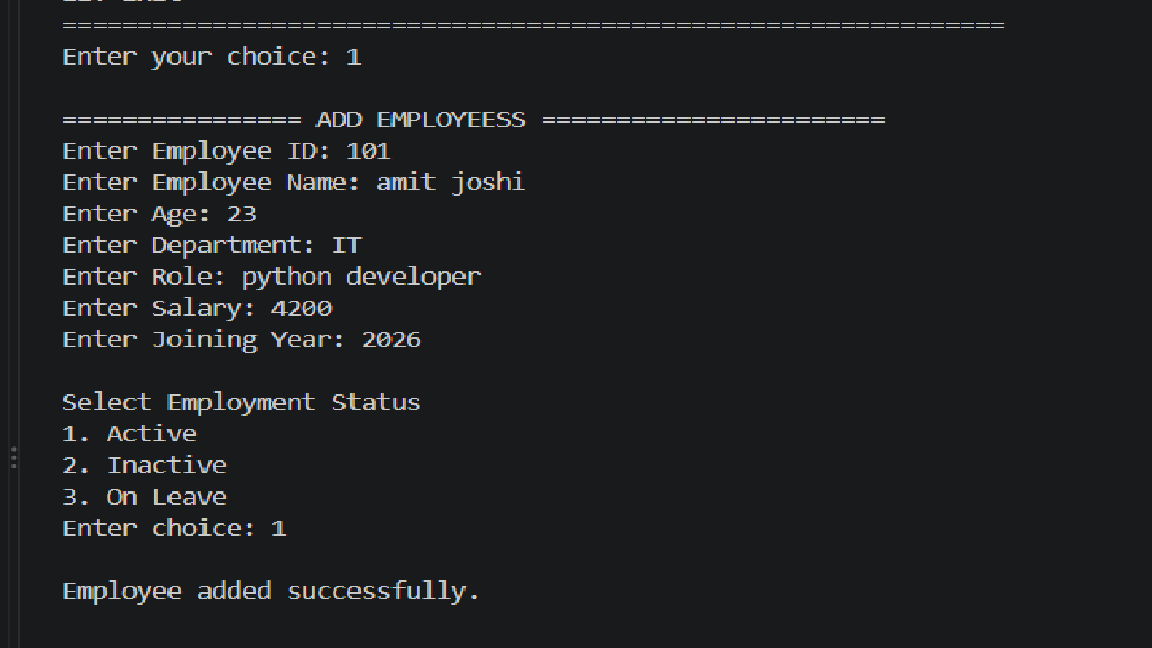 ===============================================================
Enter your choice: 1
================ ADD EMPLOYEESS =======================
Enter Employee ID: 101
Enter Employee Name: amit joshi
Enter Age: 23
Enter Department: IT
Enter Role: python developer
Enter Salary: 4200
Enter Joining Year: 2026
Select Employment Status
1. Active
2. Inactive
3. On Leave
Enter choice: 1
Employee added successfully.